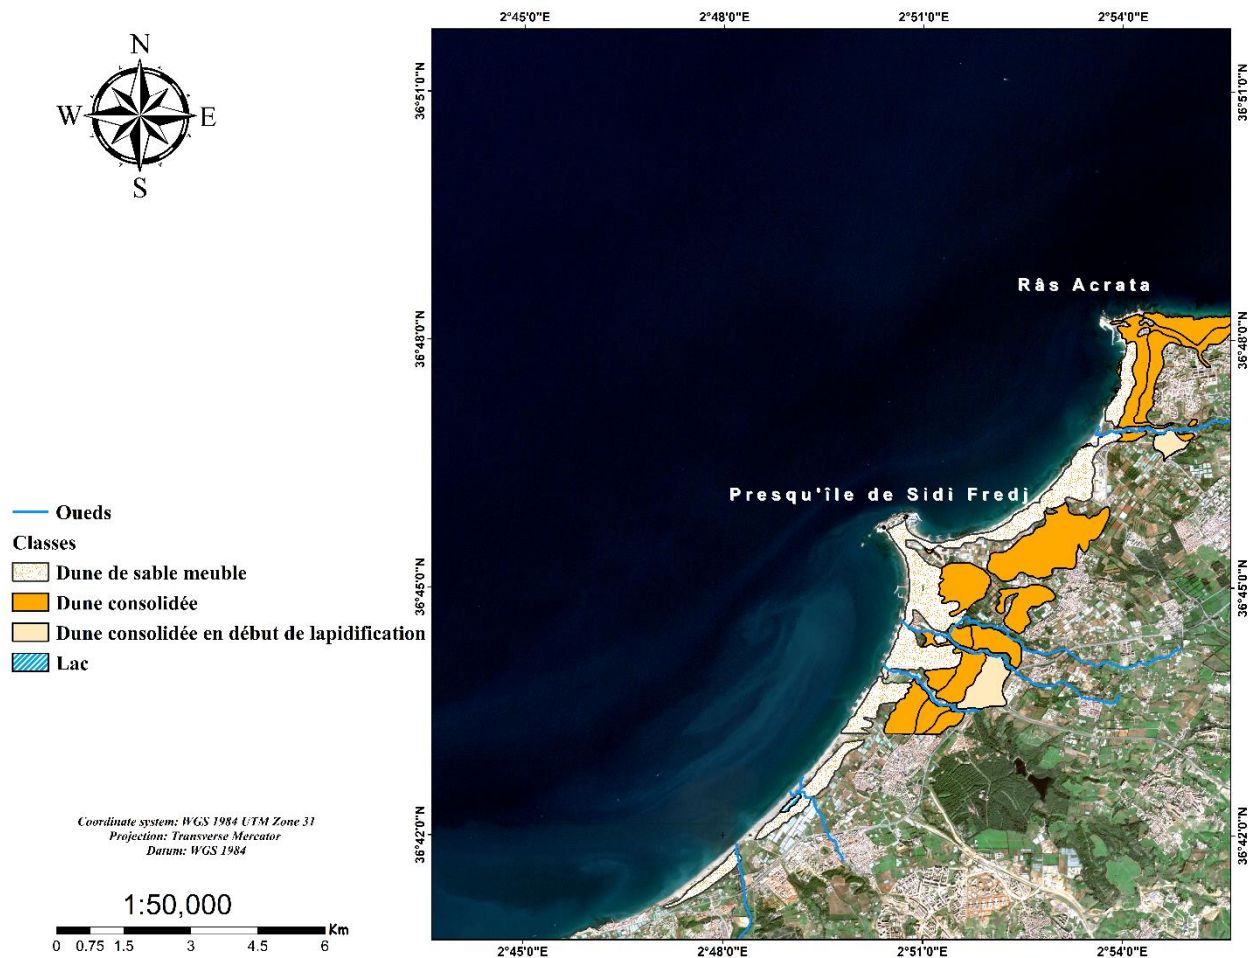 2°45'0"E 2°48'0"E 2°51'0"E 2°54'0"E
N
W E
S
36°51'0"N 36°51'0"N
Râs Acrata
36°48'0"N 36°48'0"N
Presqu'île de Sidi Fredj
Oueds
Classes
Dune de sable meuble
36°45'0"N 36°45'0"N
Dune consolidée
Dune consolidée en début de lapidification
Lac
Coordinate system: WGS 1984 UTM Zone 31
Projection: Transverse Mercator
Datum: WGS 1984
36°42'0"N 36°42'0"N
1:50,000
Km
0 0.75 1.5 3 4.5 6
2°45'0"E 2°48'0"E 2°51'0"E 2°54'0"E